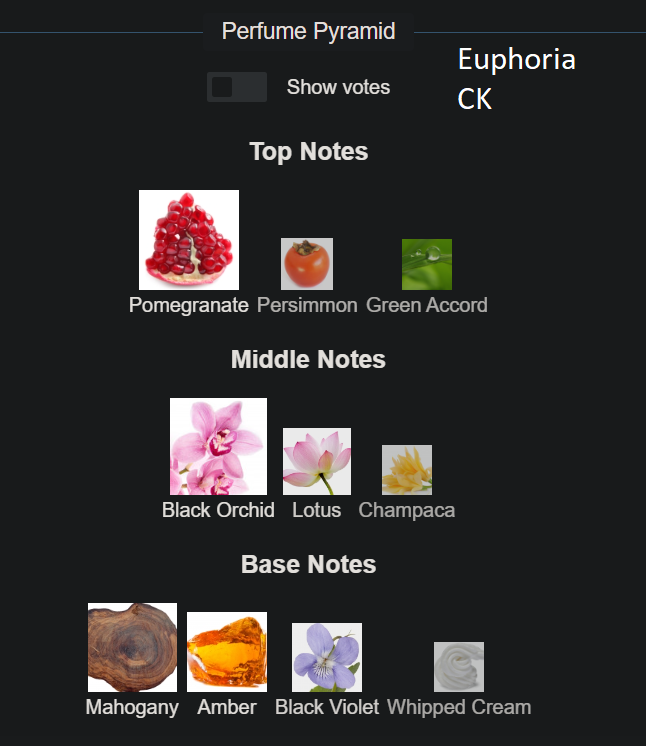 Perfume Pyramid
Euphoria
CK
Show votes
Top Notes
Pomegranate Persimmon Green Accord
Middle Notes
Black Orchid Lotus Champaca
Base Notes
Mahogany Amber Black Violet Whipped Cream